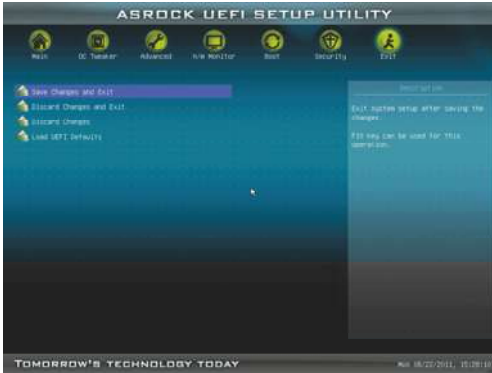 ASROCK UEFI SETUP UTILITY
Main OC Tweaker Advanced H/W Monitor Boot Security Exit
Save Changes and Exit
Discard Changes and Exit
Discard Changes
Load UEFI Defaults
Description
Exit system setup after saving the
changes.
F10 key can be used for this
operation.
TOMORROW'S TECHNOLOGY TODAY
Mon